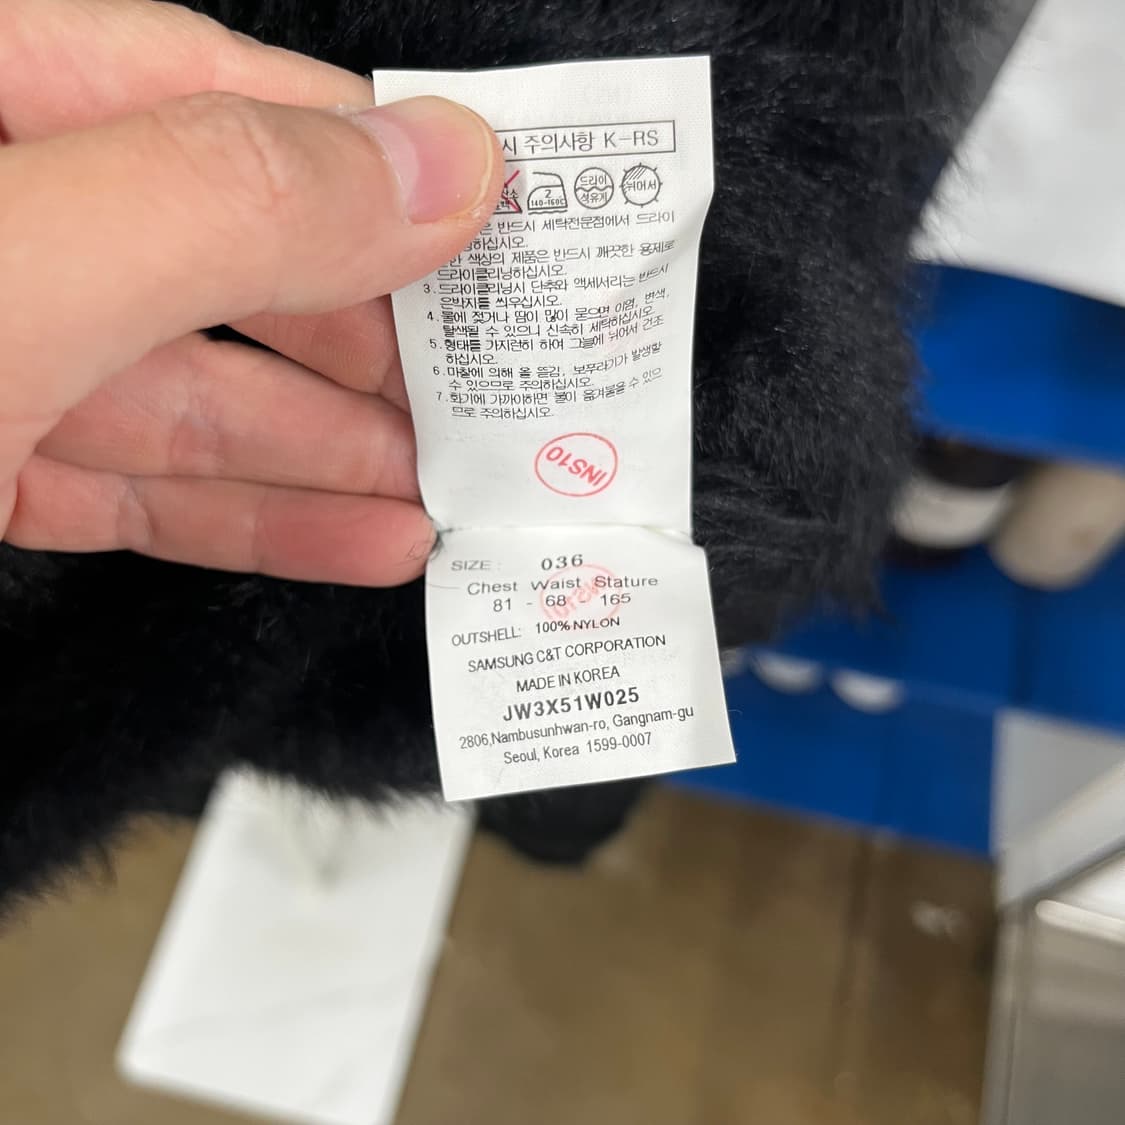 시 주의사항 K-RS
산소
2
140-160℃
드라이
석유계
뉘어서
은 반드시 세탁전문점에서 드라이
하십시오.
한 색상의 제품은 반드시 깨끗한 용제로
드라이클리닝하십시오.
3.드라이클리닝시 단추와 액세서리는 반드시
은박지를 씌우십시오.
4.물에 젖거나 땀이 많이 묻으면 이염, 변색,
탈색될 수 있으니 신속히 세탁하십시오.
5.형태를 가지런히 하여 그늘에 뉘어서 건조
하십시오.
6.마찰에 의해 올 뜯김, 보푸라기가 발생할
수 있으므로 주의하십시오.
7.화기에 가까이하면 불이 옮겨붙을 수 있으
므로 주의하십시오.
INS10
SIZE : 036
Chest Waist Stature
81 - 68 165
OUTSHELL: 100% NYLON
SAMSUNG C&T CORPORATION
MADE IN KOREA
JW3X51W025
2806,Nambusunhwan-ro, Gangnam-gu
Seoul, Korea 1599-0007